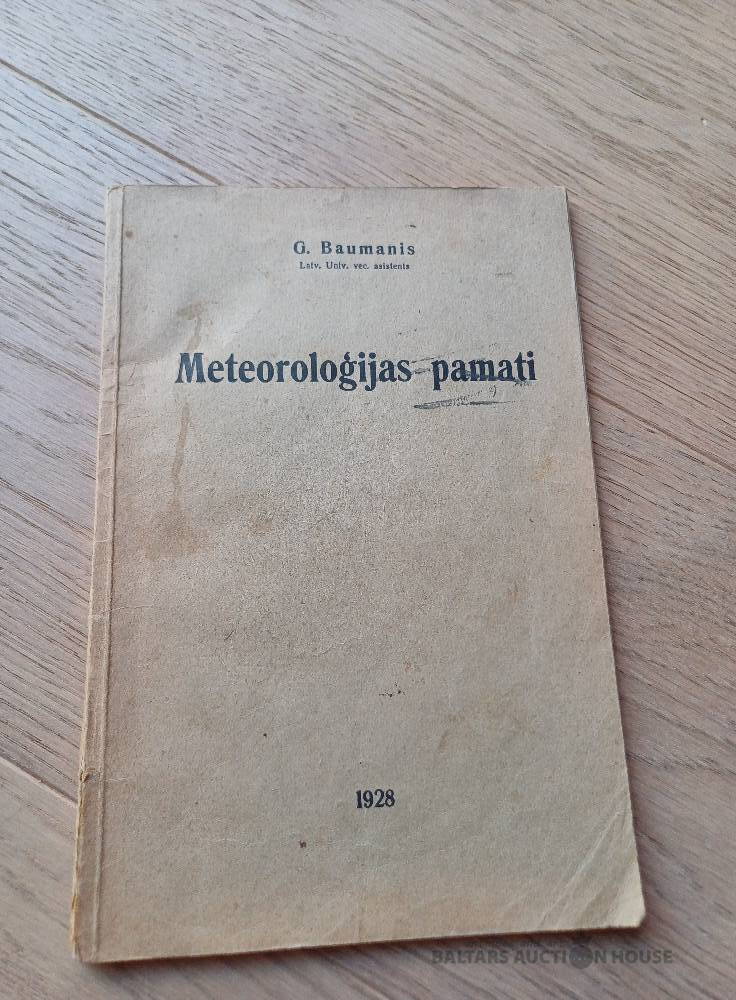 G. Baumanis
Latv. Univ. vec. asistents
Meteoroloģijas pamati
1928
BALTARS AUCTION HOUSE